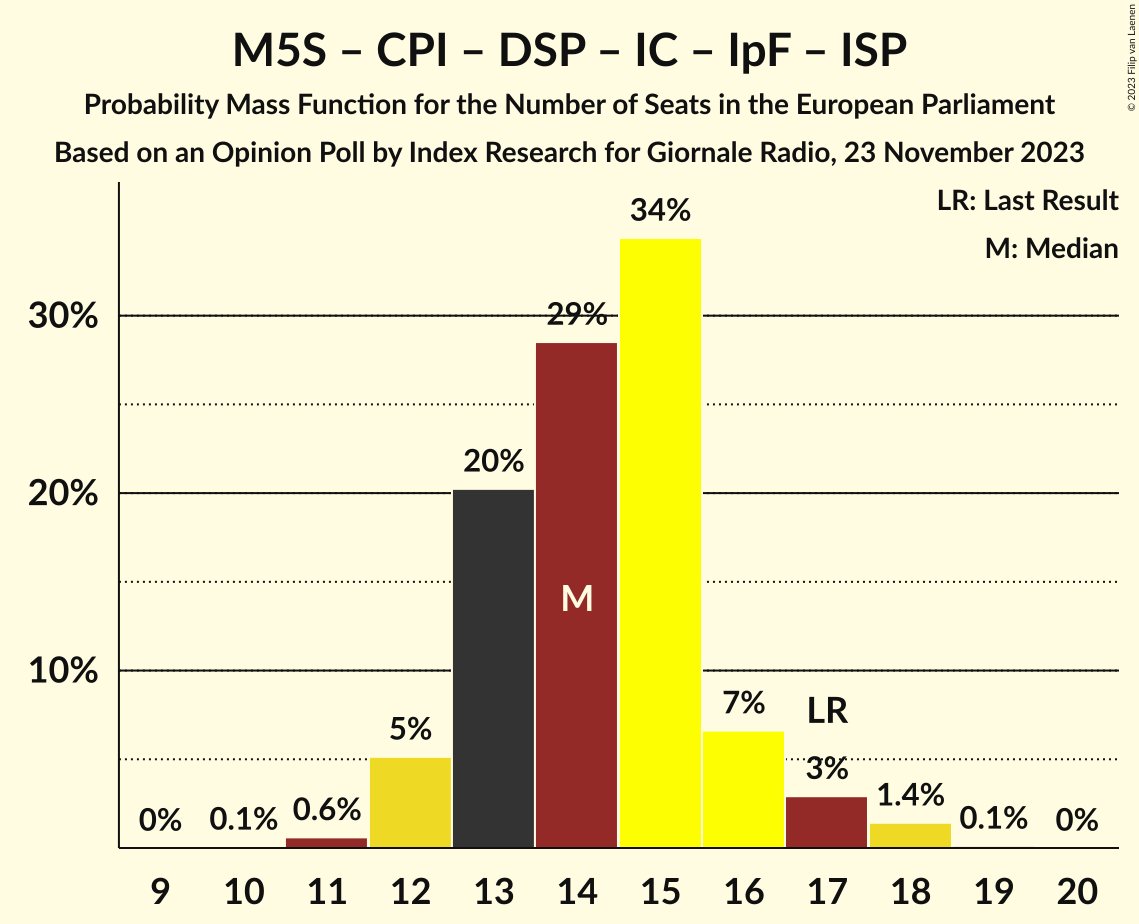 M5S – CPI – DSP – IC – IpF – ISP
Probability Mass Function for the Number of Seats in the European Parliament
Based on an Opinion Poll by Index Research for Giornale Radio, 23 November 2023
© 2023 Filip van Laenen
LR: Last Result
M: Median
34%
30%
29%
20%
20%
M
10%
7%
LR
5%
3%
1.4%
0.6%
0% 0.1% 0.1% 0%
9 10 11 12 13 14 15 16 17 18 19 20